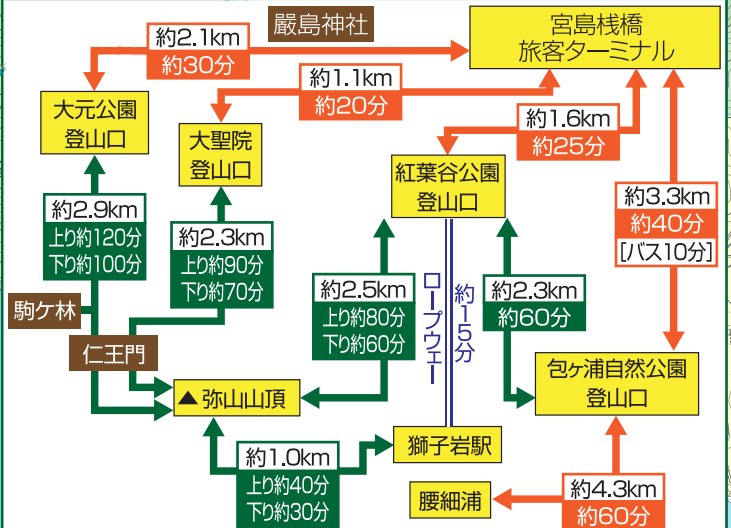 嚴島神社
宮島桟橋
旅客ターミナル
約2.1km
約30分
約1.1km
約20分
約1.6km
約25分
大元公園
登山口
大聖院
登山口
紅葉谷公園
登山口
約3.3km
約40分
[バス10分]
約2.9km
上り約120分
下り約100分
約2.3km
上り約90分
下り約70分
約2.5km
上り約80分
下り約60分
ロープウェー
約15分
約2.3km
約60分
駒ケ林
仁王門
▲弥山山頂
包ヶ浦自然公園
登山口
獅子岩駅
約1.0km
上り約40分
下り約30分
腰細浦
約4.3km
約60分